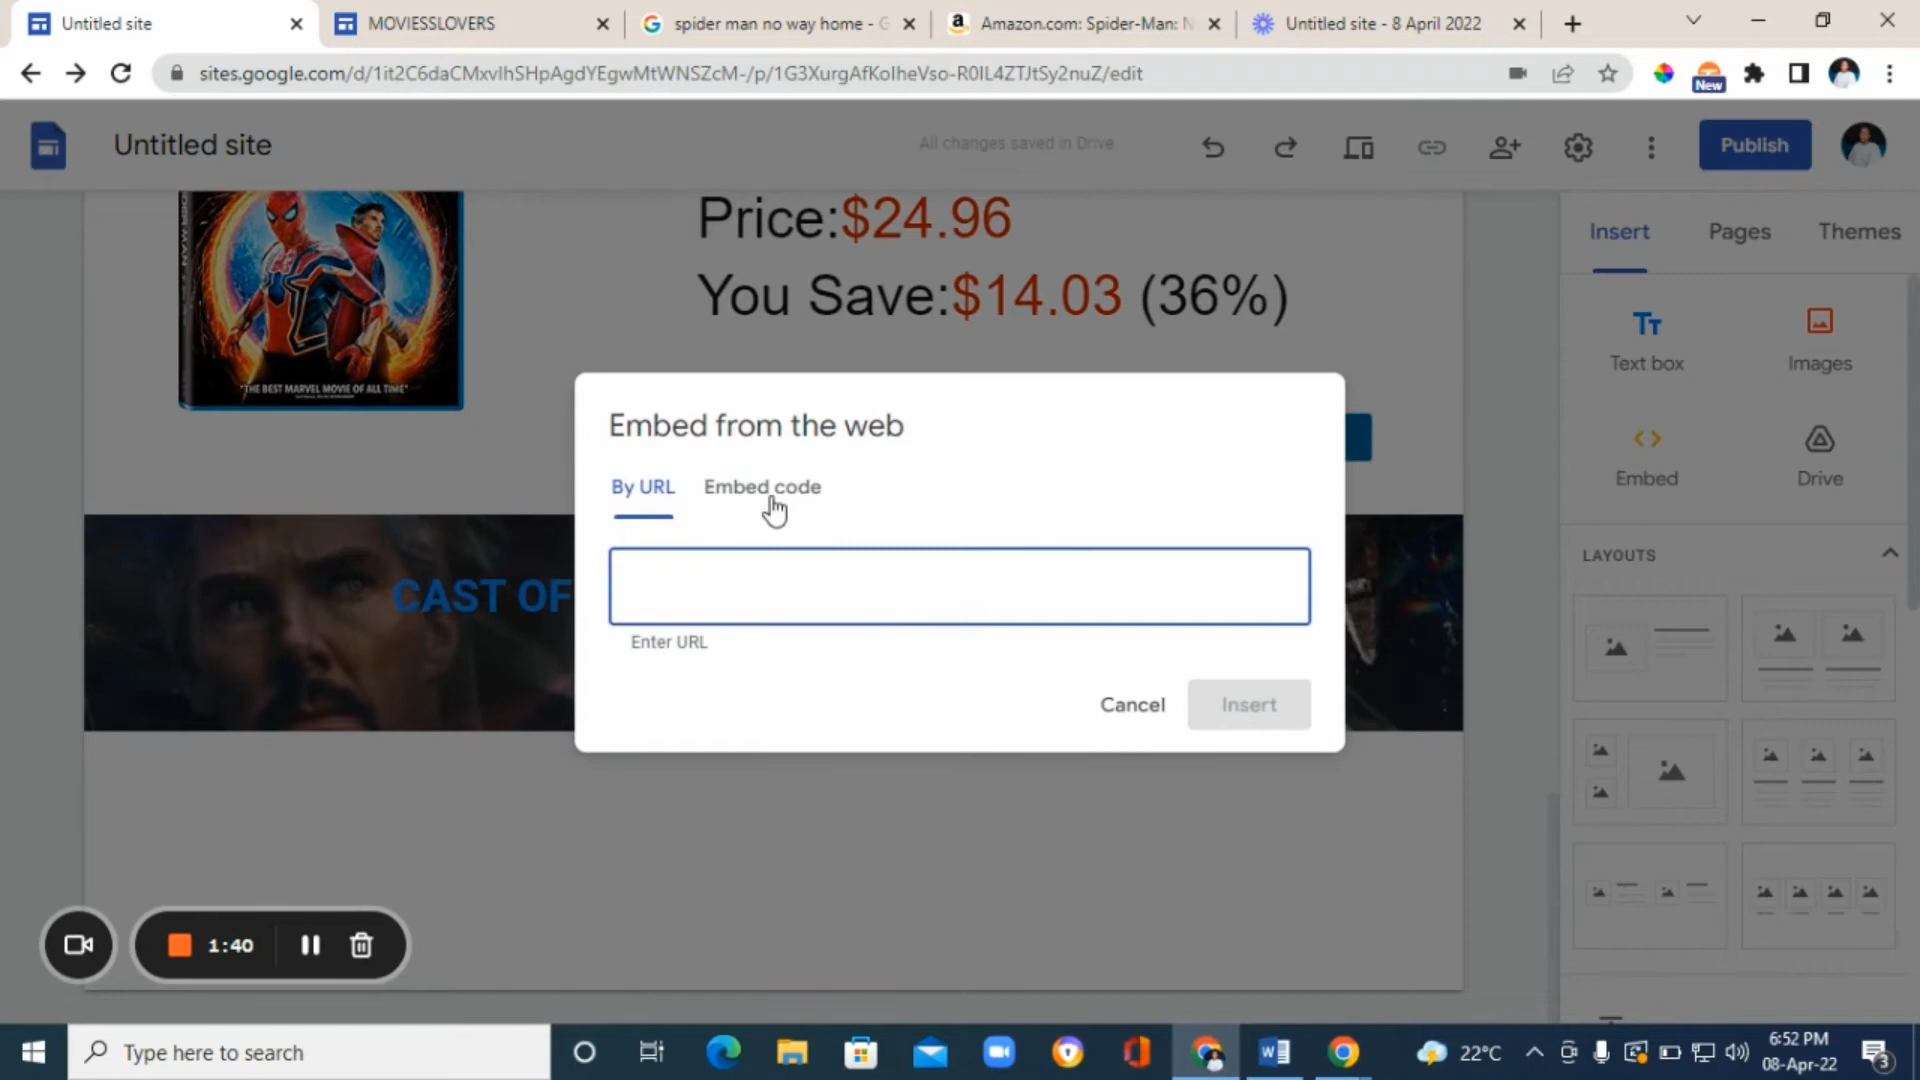 Untitled site
MOVIESSLOVERS
spider man no way home - G
Amazon.com: Spider-Man: N
Untitled site - 8 April 2022
sites.google.com/d/1it2C6daCMxvIhSHpAgdYEgwMtWNSZcM-/p/1G3XurgAfKolheVso-R0IL4ZTJtSy2nuZ/edit
New
Untitled site
All changes saved in Drive
Publish
Price:$24.96
You Save:$14.03 (36%)
"THE BEST MARVEL MOVIE OF ALL TIME"
Insert
Pages
Themes
Text box
Images
Embed
Drive
LAYOUTS
Embed from the web
By URL
Embed code
Enter URL
Cancel
Insert
CAST OF
1:40
Type here to search
22°C
6:52 PM
08-Apr-22
3